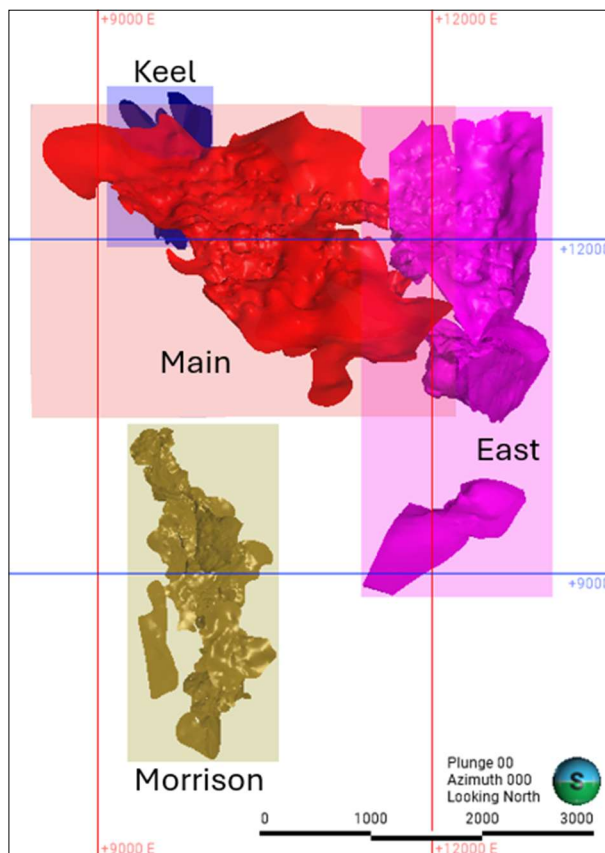 +9000 E
+12000 E
Keel
+12000
Main
East
+9000
Morrison
Plunge 00
Azimuth 000
Looking North
S
0 1000 2000 3000
+9000 E
+12000 E